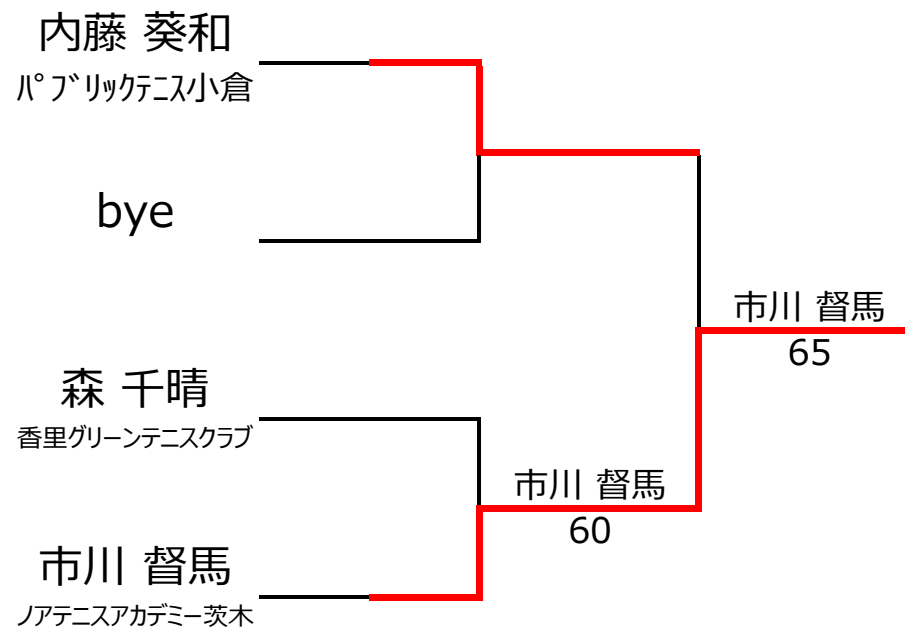 内藤 葵和
ﾊﾟﾌﾞﾘｯｸﾃﾆｽ小倉
bye
市川 督馬
65
森 千晴
香里グリーンテニスクラブ
市川 督馬
60
市川 督馬
ノアテニスアカデミー茨木